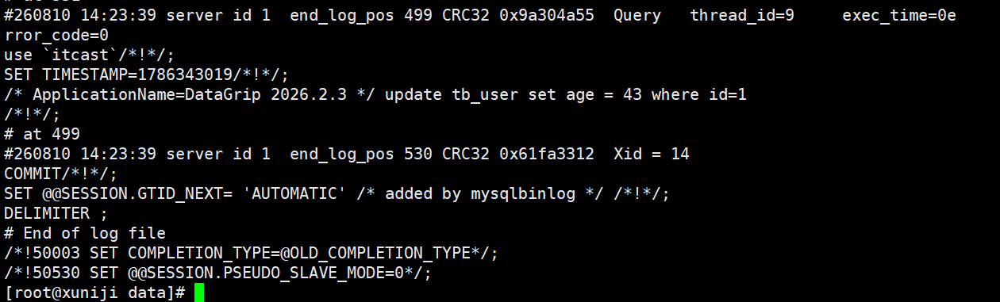 #260810 14:23:39 server id 1  end_log_pos 499 CRC32 0x9a304a55  Query   thread_id=9     exec_time=0e
rror_code=0
use `itcast`/*!*/;
SET TIMESTAMP=1786343019/*!*/;
/* ApplicationName=DataGrip 2026.2.3 */ update tb_user set age = 43 where id=1
/*!*/;
# at 499
#260810 14:23:39 server id 1  end_log_pos 530 CRC32 0x61fa3312  Xid = 14
COMMIT/*!*/;
SET @@SESSION.GTID_NEXT= 'AUTOMATIC' /* added by mysqlbinlog */ /*!*/;
DELIMITER ;
# End of log file
/*!50003 SET COMPLETION_TYPE=@OLD_COMPLETION_TYPE*/;
/*!50530 SET @@SESSION.PSEUDO_SLAVE_MODE=0*/;
[root@xuniji data]#